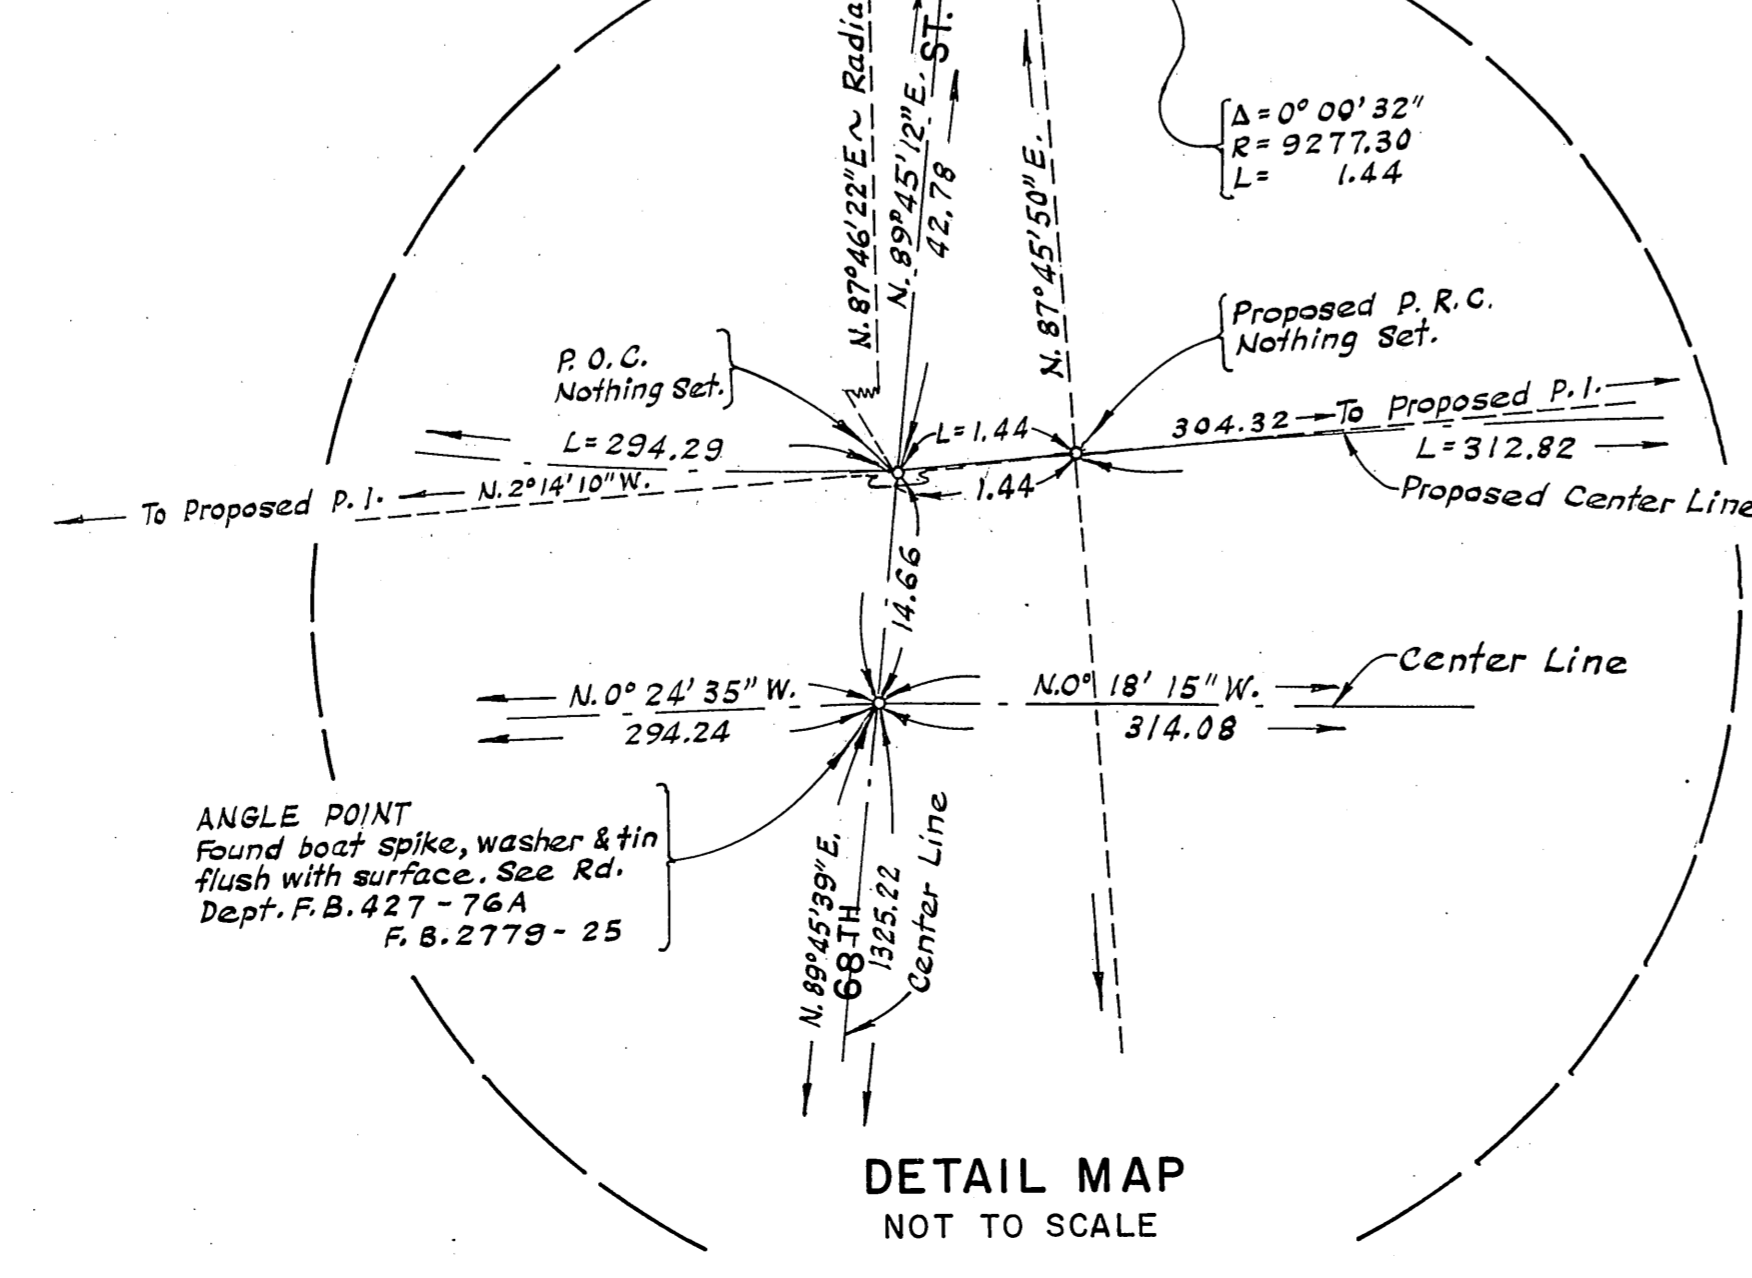 N. 87°46'22"E ~ Radia
N. 89°45'12"E.
ST.
42.78
N. 87°45'50"E.
Δ = 0° 00' 32"
R = 9277.30
L = 1.44
P. O. C.
Nothing Set.
Proposed P. R. C.
Nothing Set.
L = 294.29
L = 1.44
304.32
To Proposed P. I.
L = 312.82
To Proposed P. I.
N. 2°14'10"W.
1.44
Proposed Center Line
14.66
N. 0° 24' 35" W.
294.24
N. 0° 18' 15" W.
314.08
Center Line
ANGLE POINT
Found boat spike, washer & tin
flush with surface. See Rd.
Dept. F. B. 427 - 76A
F. B. 2779 - 25
N. 89°45'39"E.
68TH
1325.22
Center Line
DETAIL MAP
NOT TO SCALE